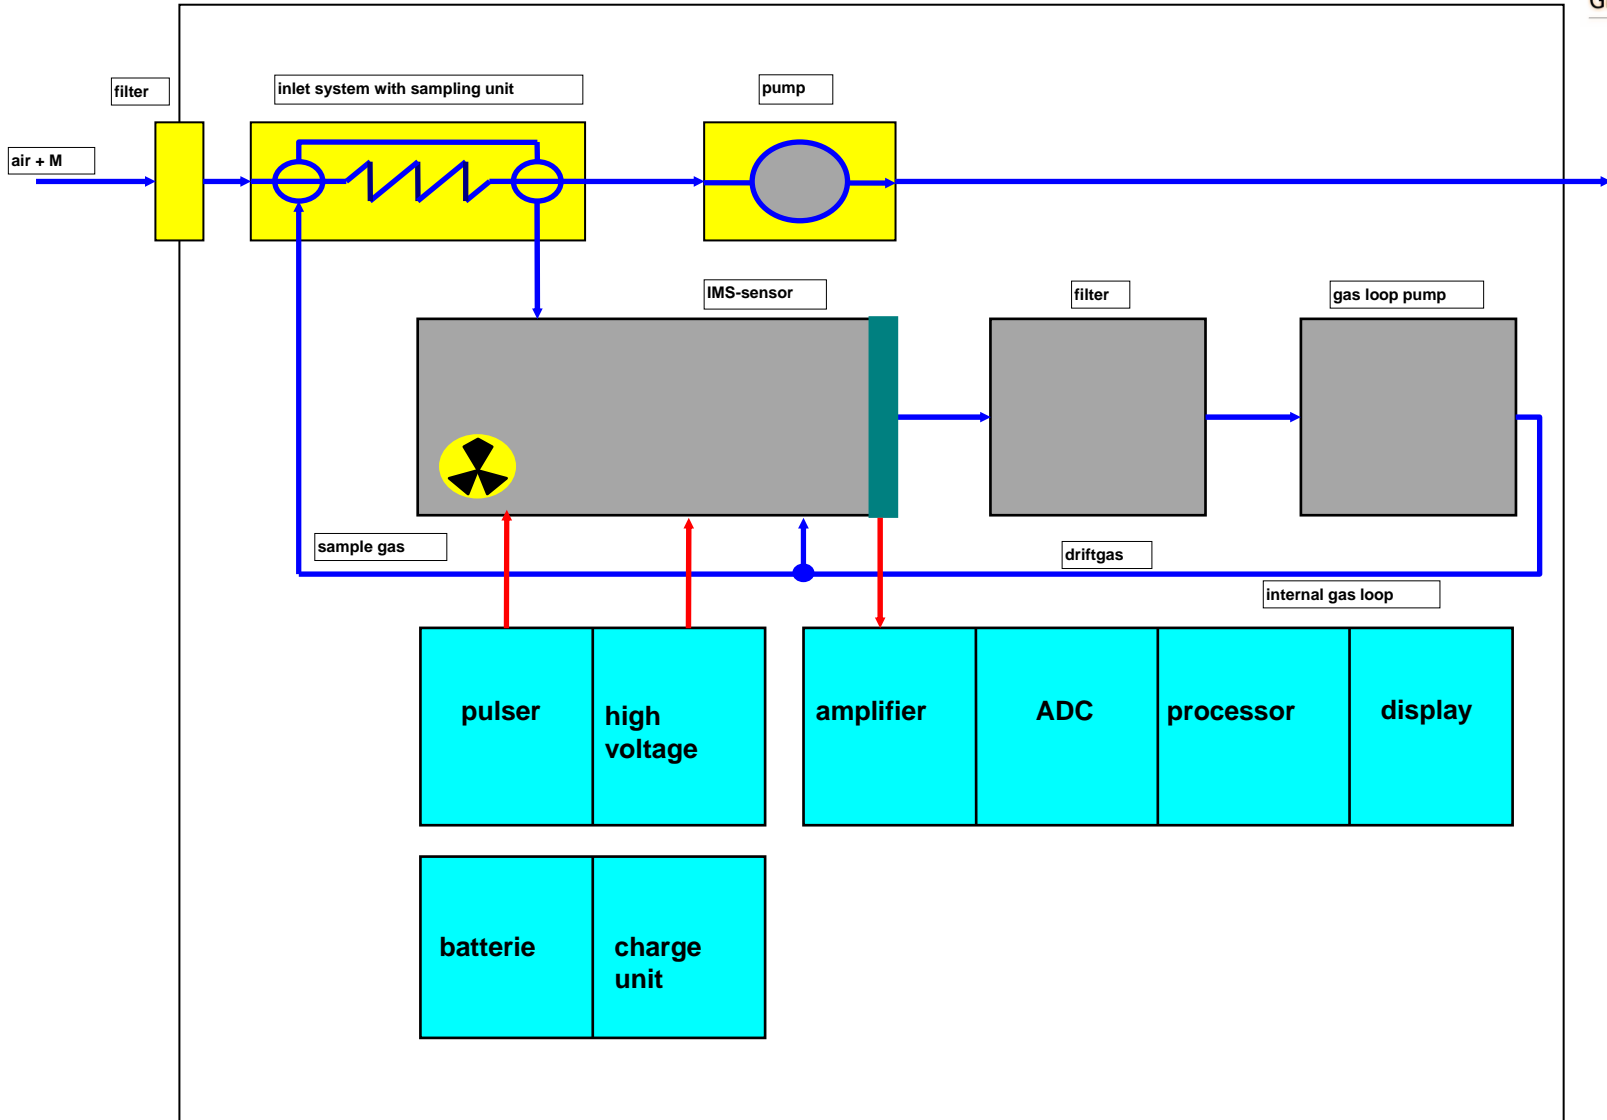 filter
inlet system with sampling unit
pump
air + M
IMS-sensor
filter
gas loop pump
sample gas
driftgas
internal gas loop
pulser
high
voltage
amplifier
ADC
processor
display
batterie
charge
unit